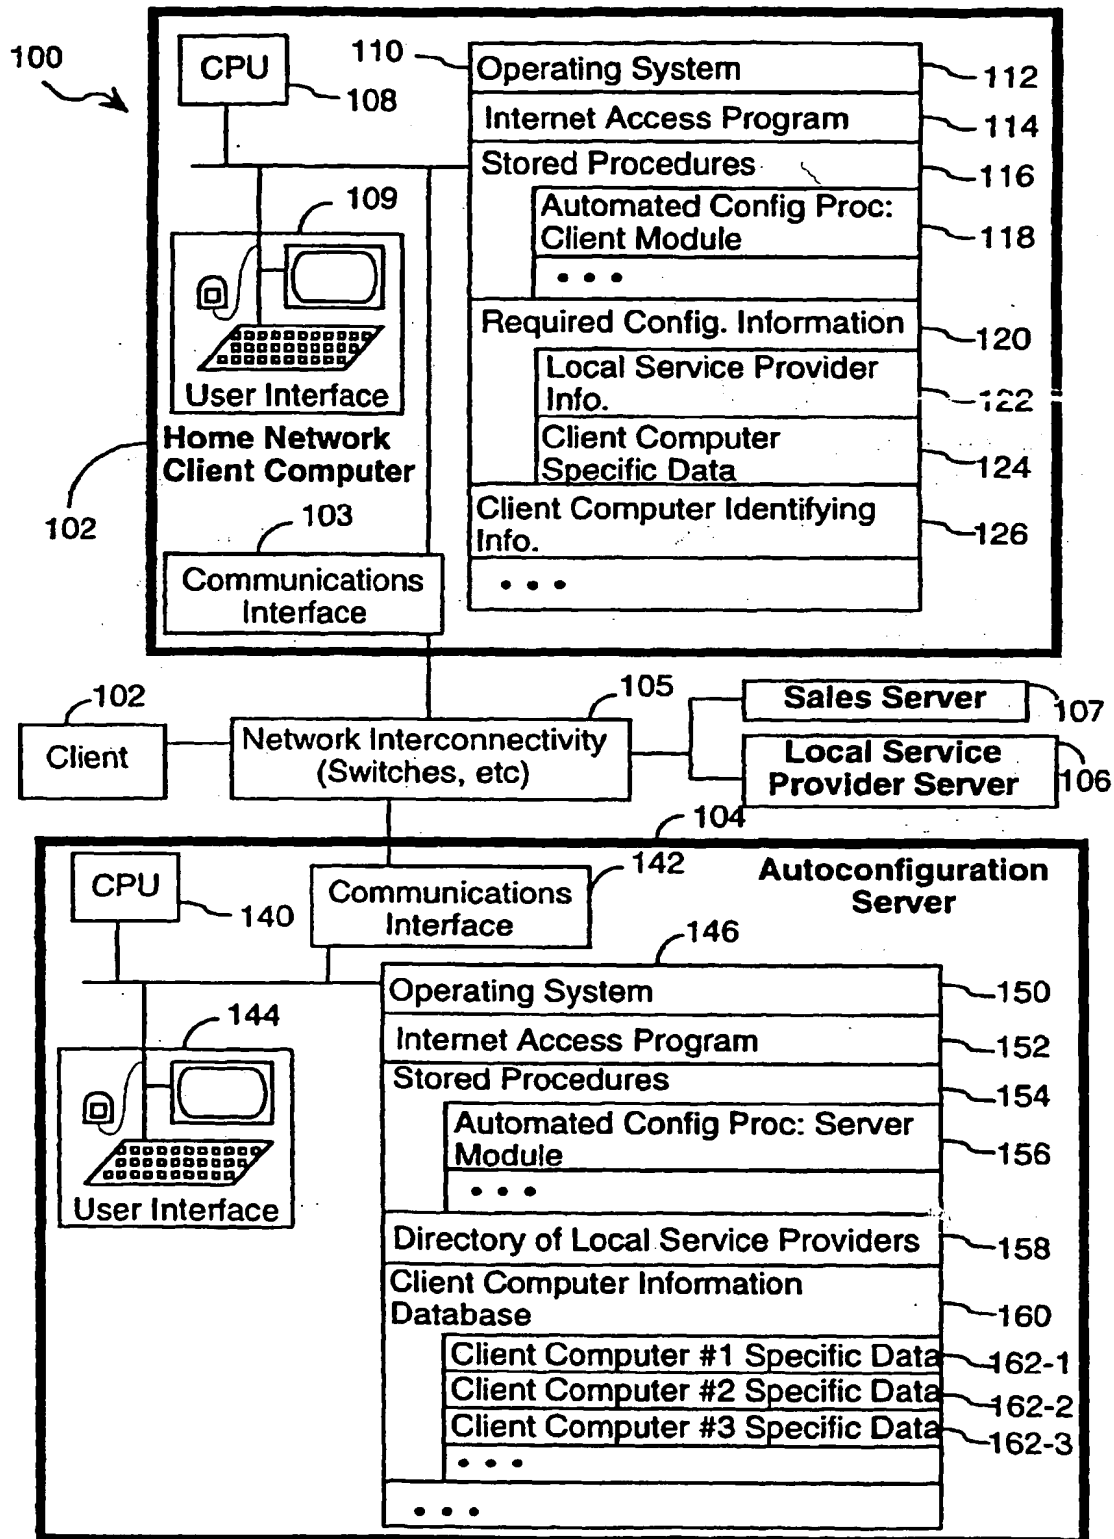 100
CPU
108
110
Operating System
112
Internet Access Program
114
Stored Procedures
116
Automated Config Proc:
Client Module
118
• • •
109
User Interface
Required Config. Information
120
Local Service Provider
Info.
122
Client Computer
Specific Data
124
Client Computer Identifying
Info.
126
• • •
Home Network
Client Computer
102
103
Communications
Interface
102
Client
105
Network Interconnectivity
(Switches, etc)
Sales Server
107
Local Service
Provider Server
106
104
Autoconfiguration
Server
CPU
140
142
Communications
Interface
146
Operating System
150
Internet Access Program
152
Stored Procedures
154
Automated Config Proc: Server
Module
156
• • •
144
User Interface
Directory of Local Service Providers
158
Client Computer Information
Database
160
Client Computer #1 Specific Data
162-1
Client Computer #2 Specific Data
162-2
Client Computer #3 Specific Data
162-3
• • •
• • •